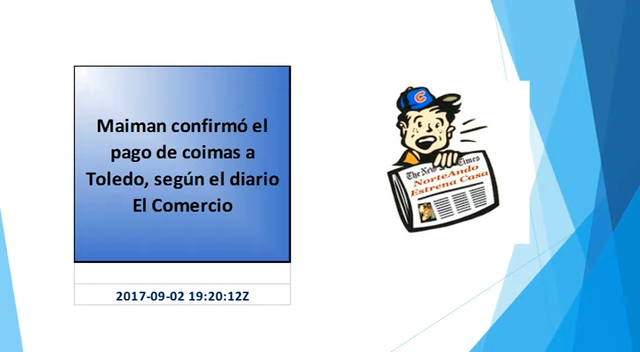 Maiman confirmó el
pago de coimas a
Toledo, según el diario
El Comercio
2017-09-02 19:20:12Z
C
The New Times
NorteAndo
Estrena Casa